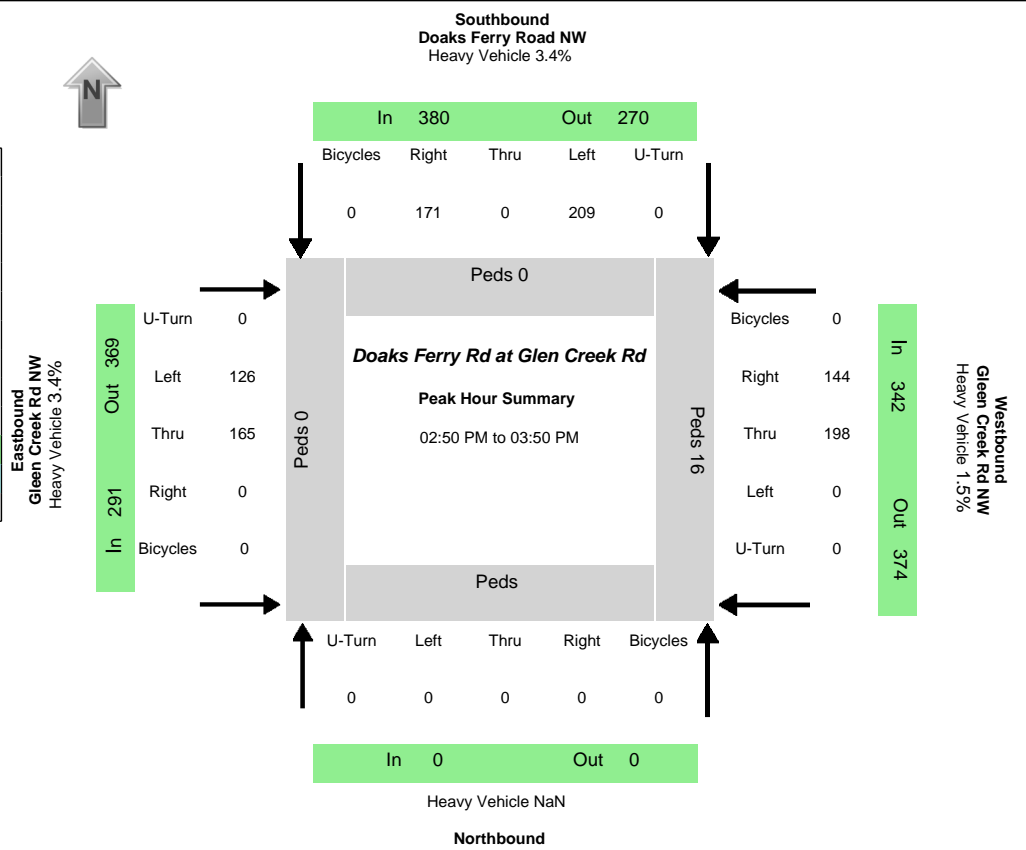 Southbound
Doaks Ferry Road NW
Heavy Vehicle 3.4%
N
In 380 Out 270
Bicycles Right Thru Left U-Turn
0 171 0 209 0
Peds 0
Eastbound
Gleen Creek Rd NW
Heavy Vehicle 3.4%
In 291 Out 369
U-Turn 0
Left 126
Thru 165
Right 0
Bicycles 0
Peds 0
Doaks Ferry Rd at Glen Creek Rd
Peak Hour Summary
02:50 PM to 03:50 PM
Peds 16
Bicycles 0
Right 144
Thru 198
Left 0
U-Turn 0
In 342 Out 374
Westbound
Gleen Creek Rd NW
Heavy Vehicle 1.5%
Peds
U-Turn Left Thru Right Bicycles
0 0 0 0 0
In 0 Out 0
Heavy Vehicle NaN
Northbound